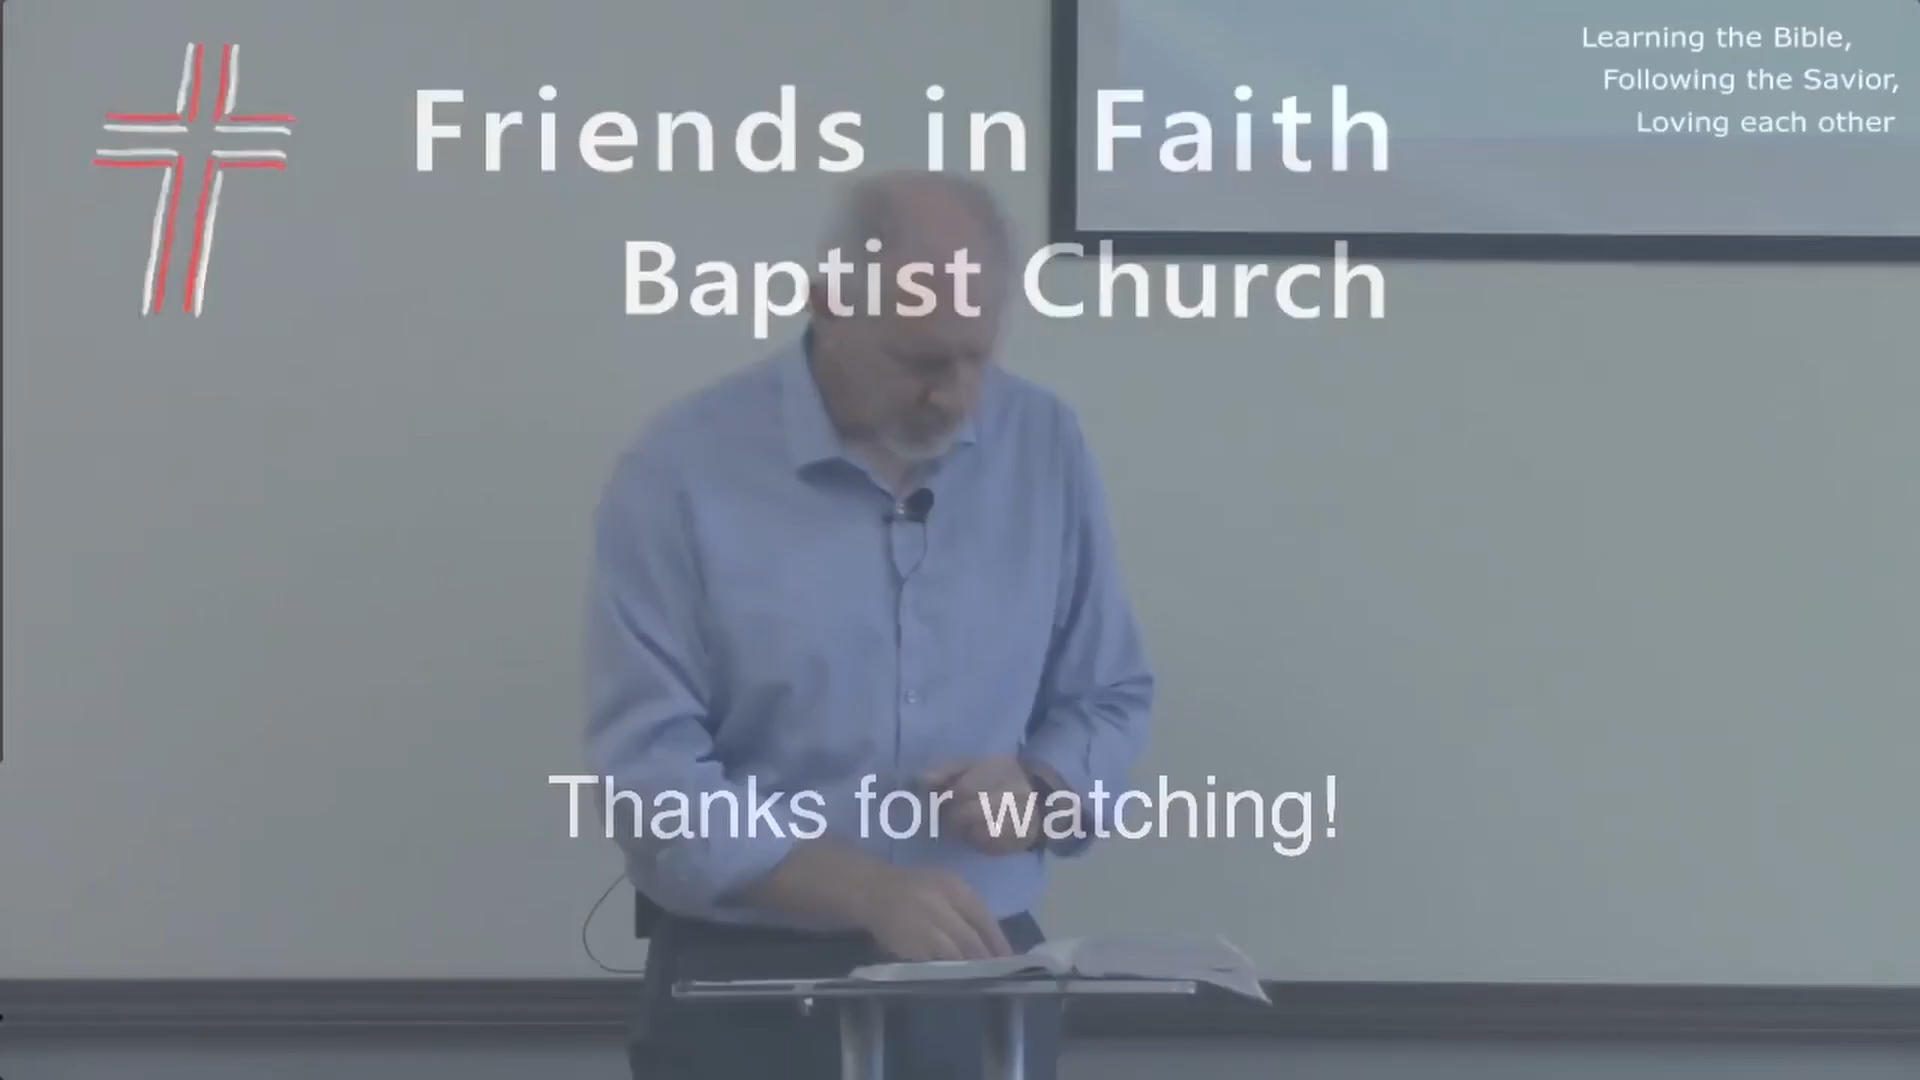 Friends in Faith
Baptist Church
Learning the Bible,
Following the Savior,
Loving each other
Thanks for watching!